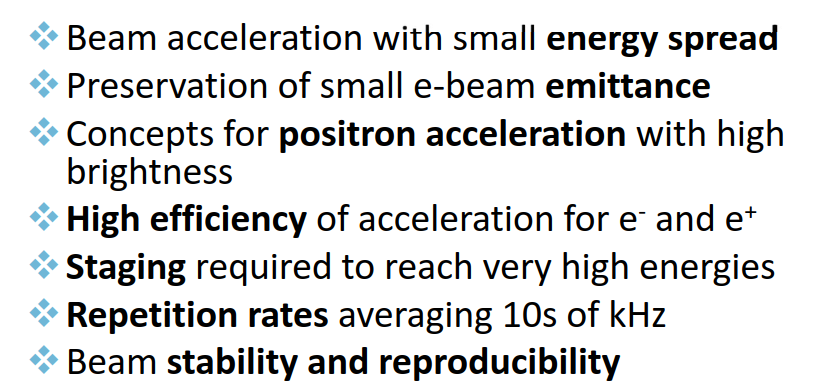 Beam acceleration with small energy spread
Preservation of small e-beam emittance
Concepts for positron acceleration with high
brightness
High efficiency of acceleration for e⁻ and e⁺
Staging required to reach very high energies
Repetition rates averaging 10s of kHz
Beam stability and reproducibility